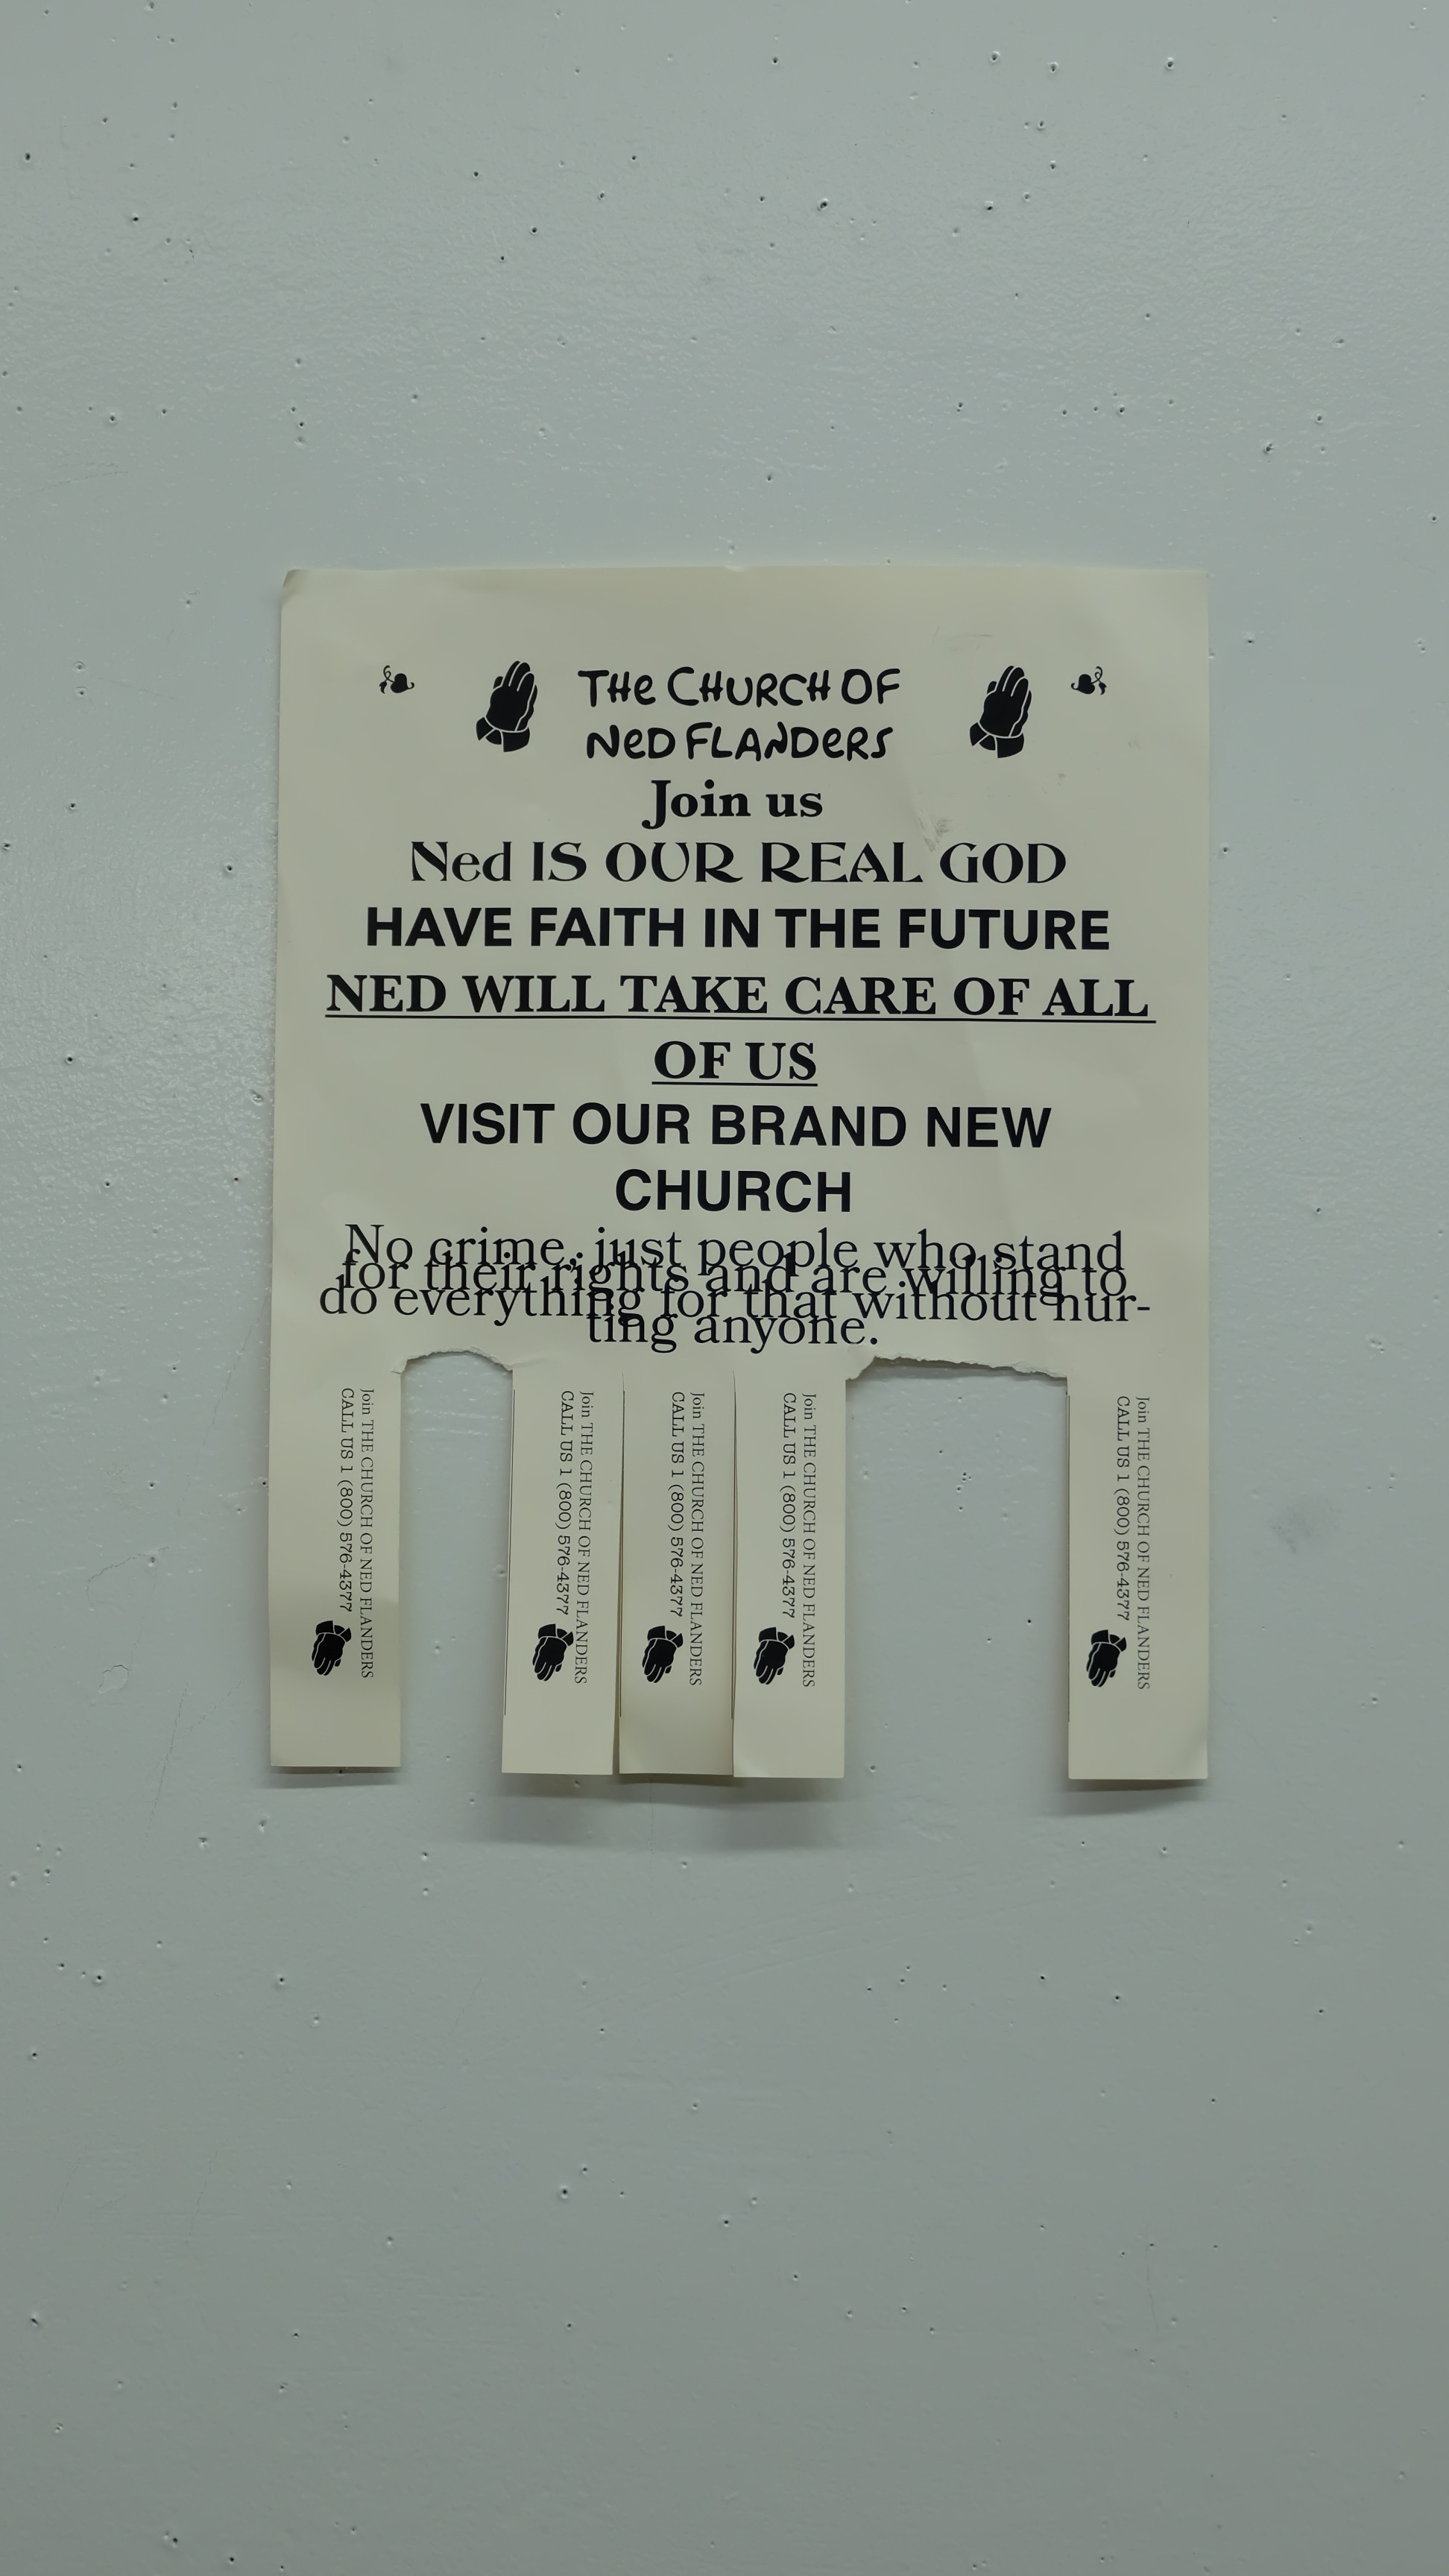 THe CHURCH OF
NeD FLANDeRS
Join us
Ned IS OUR REAL GOD
HAVE FAITH IN THE FUTURE
NED WILL TAKE CARE OF ALL
OF US
VISIT OUR BRAND NEW
CHURCH
No crime, just people who stand
for their rights and are willing to
do everything for that without hur-
ting anyone.
Join THE CHURCH OF NED FLANDERS
CALL US 1 (800) 576-4377
Join THE CHURCH OF NED FLANDERS
CALL US 1 (800) 576-4377
Join THE CHURCH OF NED FLANDERS
CALL US 1 (800) 576-4377
Join THE CHURCH OF NED FLANDERS
CALL US 1 (800) 576-4377
Join THE CHURCH OF NED FLANDERS
CALL US 1 (800) 576-4377